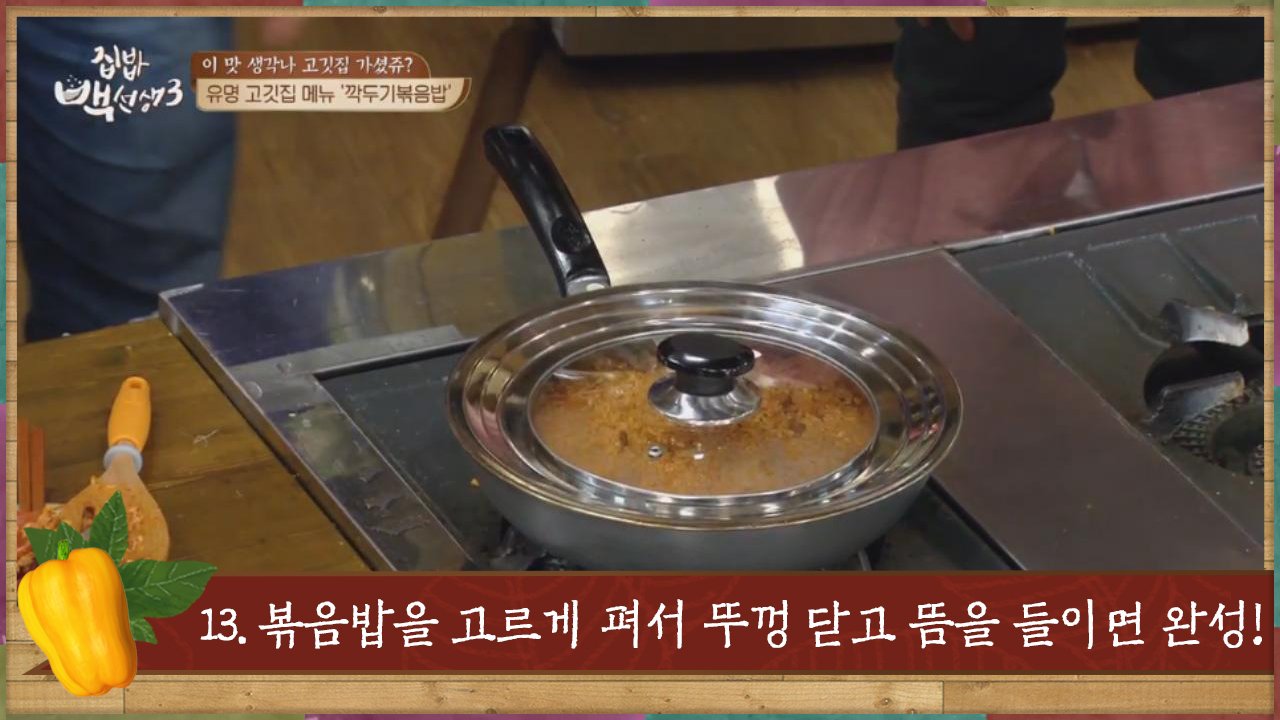 집밥
백선생3
이 맛 생각나 고깃집 가셨쥬?
유명 고깃집 메뉴 '깍두기볶음밥'
13. 볶음밥을 고르게 펴서 뚜껑 닫고 뜸을 들이면 완성!